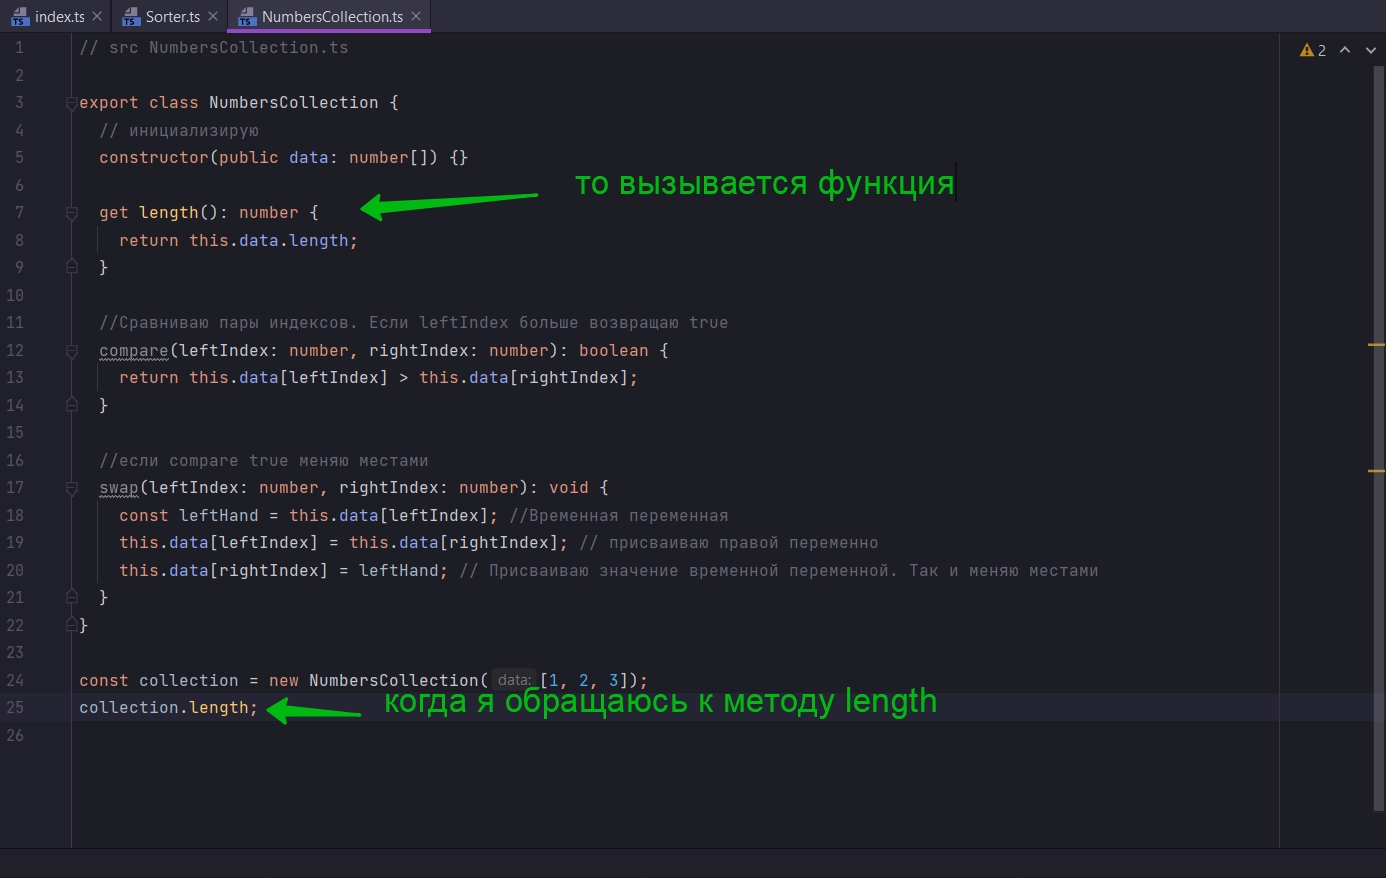 index.ts Sorter.ts NumbersCollection.ts
1 // src NumbersCollection.ts
2
2
3 export class NumbersCollection {
4 // инициализирую
5 constructor(public data: number[]) {}
то вызывается функция
6
7 get length(): number {
8 return this.data.length;
9 }
10
11 //Сравниваю пары индексов. Если leftIndex больше возвращаю true
12 compare(leftIndex: number, rightIndex: number): boolean {
13 return this.data[leftIndex] > this.data[rightIndex];
14 }
15
16 //если compare true меняю местами
17 swap(leftIndex: number, rightIndex: number): void {
18 const leftHand = this.data[leftIndex]; //Временная переменная
19 this.data[leftIndex] = this.data[rightIndex]; // присваиваю правой переменно
20 this.data[rightIndex] = leftHand; // Присваиваю значение временной переменной. Так и меняю местами
21 }
22 }
23
24 const collection = new NumbersCollection( data: [1, 2, 3]);
25 collection.length; когда я обращаюсь к методу length
26